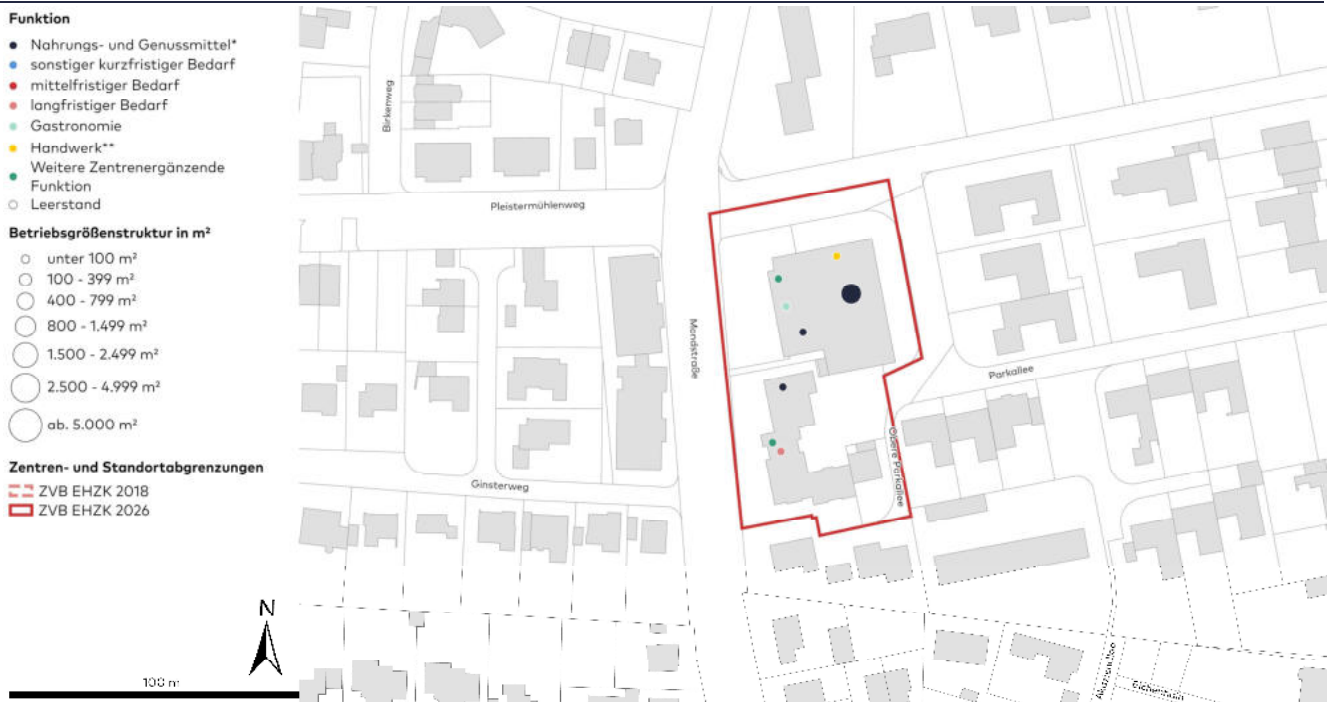 Funktion
Nahrungs- und Genussmittel*
sonstiger kurzfristiger Bedarf
mittelfristiger Bedarf
langfristiger Bedarf
Gastronomie
Handwerk**
Weitere Zentrenergänzende
Funktion
Leerstand
Betriebsgrößenstruktur in m²
unter 100 m²
100 - 399 m²
400 - 799 m²
800 - 1.499 m²
1.500 - 2.499 m²
2.500 - 4.999 m²
ab. 5.000 m²
Zentren- und Standortabgrenzungen
ZVB EHZK 2018
ZVB EHZK 2026
N
100 m
Birkenweg
Pleistermühlenweg
Mondstraße
Parkallee
Obere Parkallee
Ginsterweg